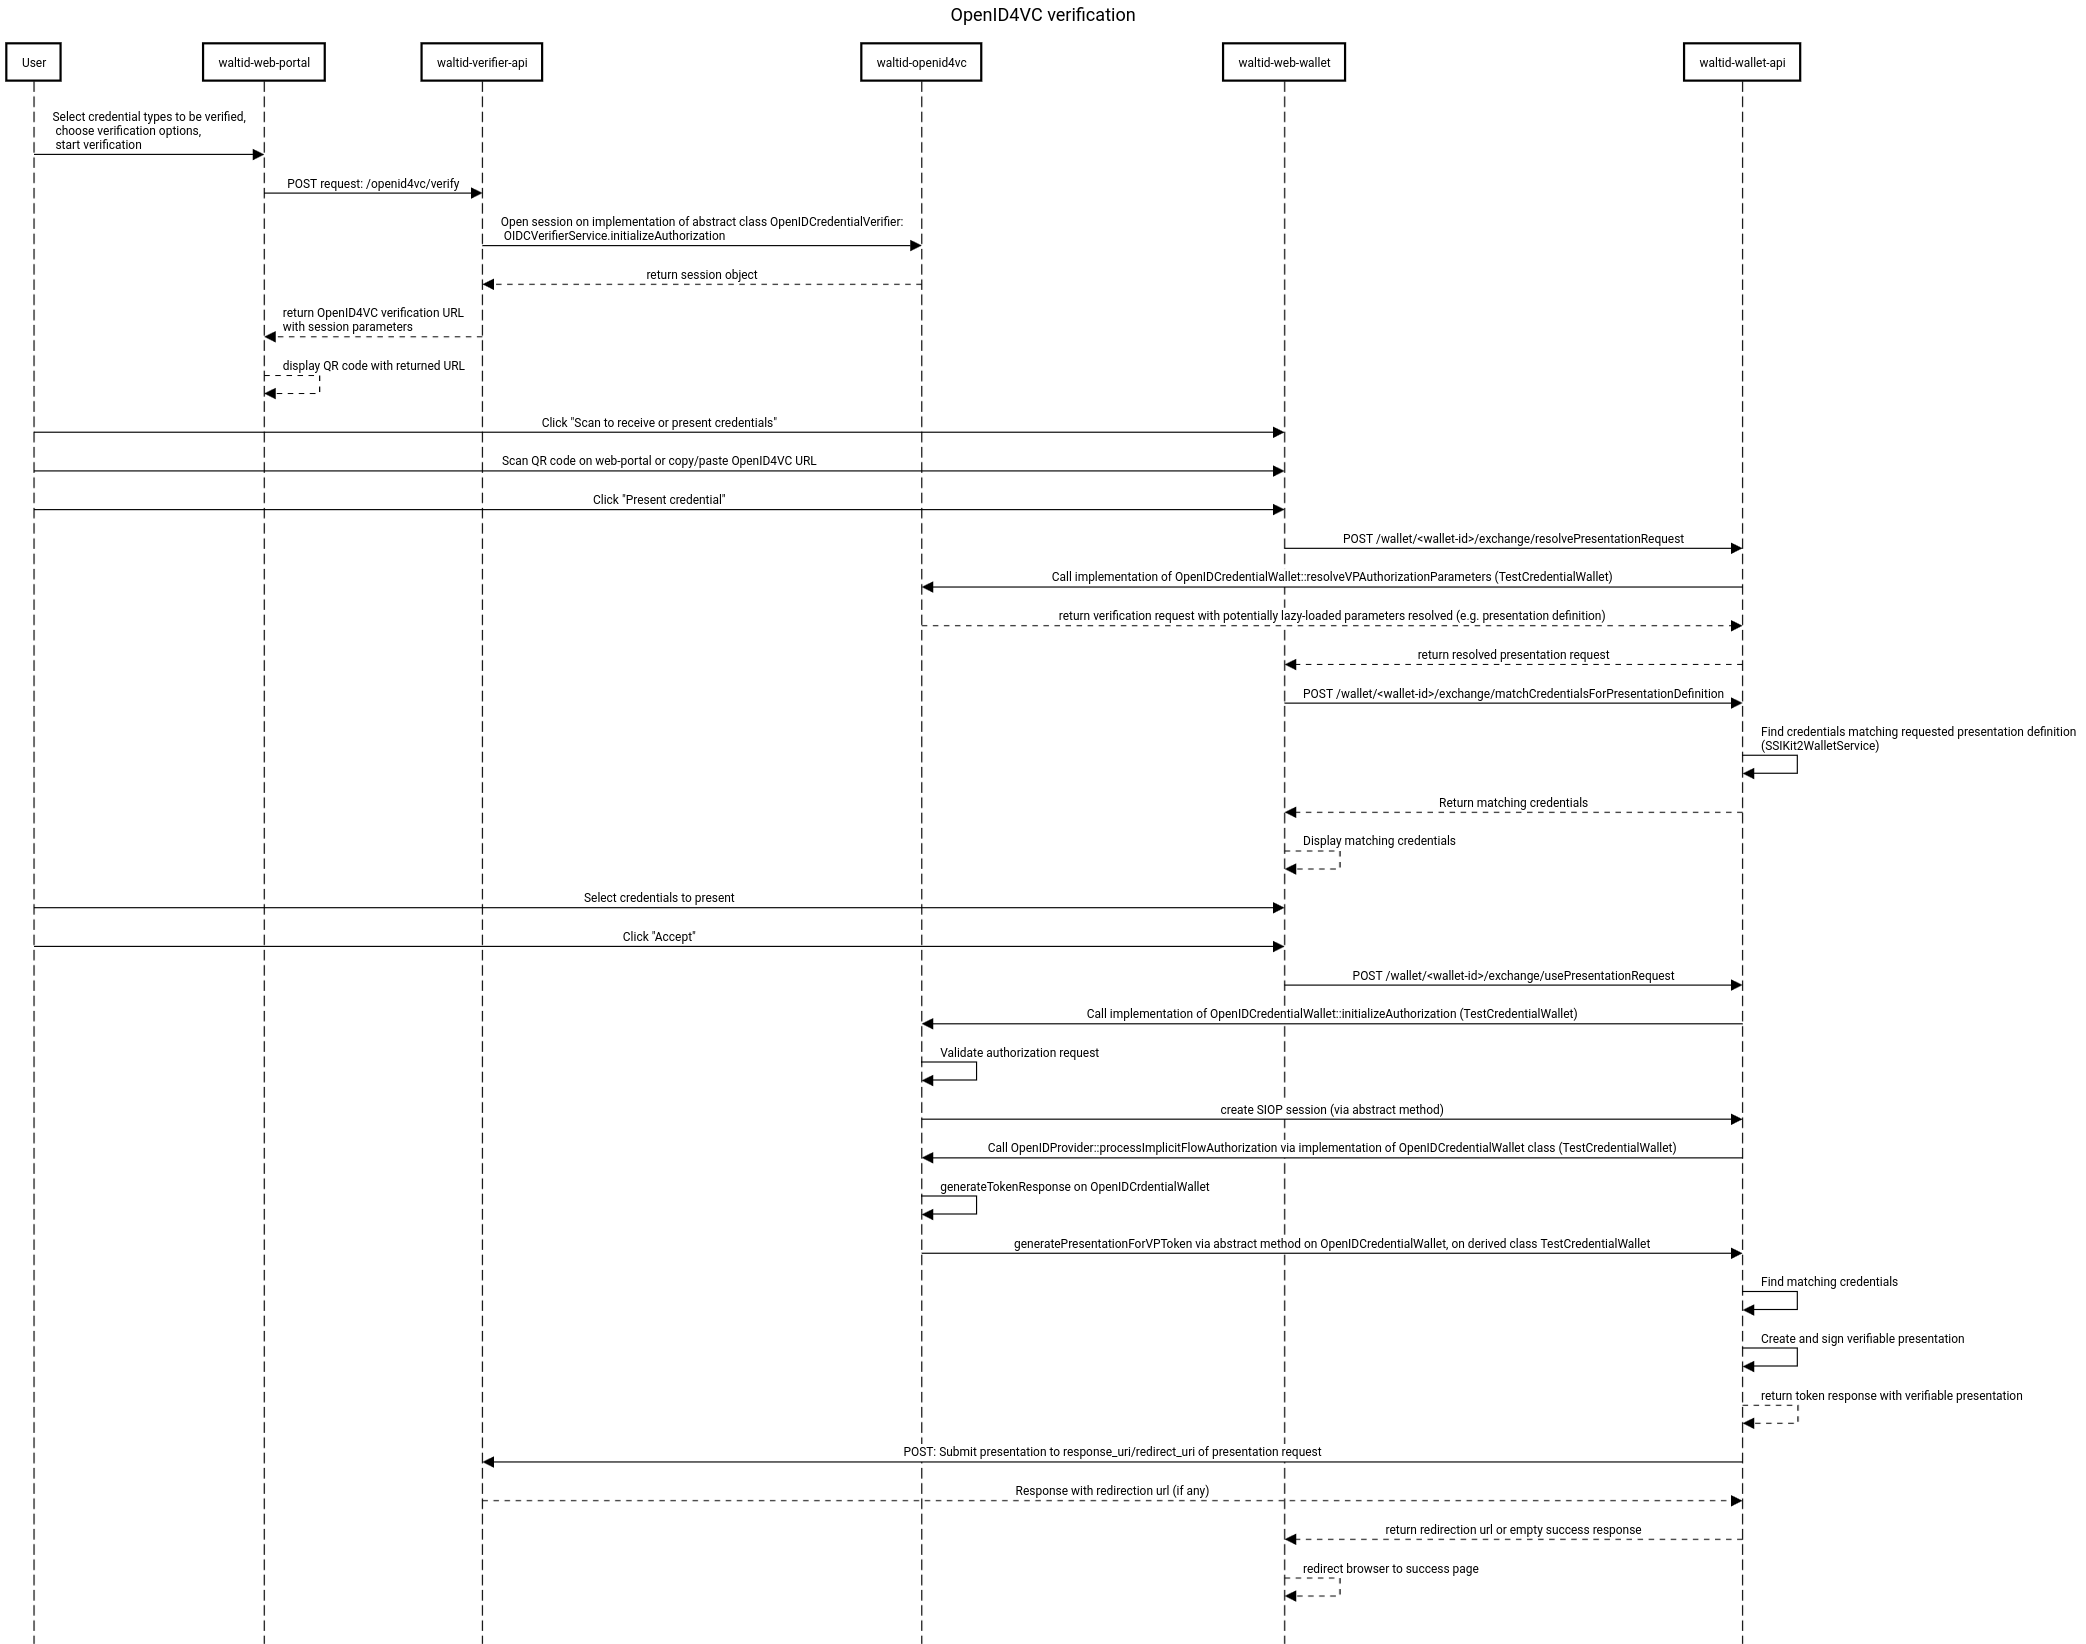 OpenID4VC verification
User
waltid-web-portal
waltid-verifier-api
waltid-openid4vc
waltid-web-wallet
waltid-wallet-api
Select credential types to be verified,
choose verification options,
start verification
POST request: /openid4vc/verify
Open session on implementation of abstract class OpenIDCredentialVerifier:
OIDCVerifierService.initializeAuthorization
return session object
return OpenID4VC verification URL
with session parameters
display QR code with returned URL
Click "Scan to receive or present credentials"
Scan QR code on web-portal or copy/paste OpenID4VC URL
Click "Present credential"
POST /wallet/<wallet-id>/exchange/resolvePresentationRequest
Call implementation of OpenIDCredentialWallet::resolveVPAuthorizationParameters (TestCredentialWallet)
return verification request with potentially lazy-loaded parameters resolved (e.g. presentation definition)
return resolved presentation request
POST /wallet/<wallet-id>/exchange/matchCredentialsForPresentationDefinition
Find credentials matching requested presentation definition
(SSIKit2WalletService)
Return matching credentials
Display matching credentials
Select credentials to present
Click "Accept"
POST /wallet/<wallet-id>/exchange/usePresentationRequest
Call implementation of OpenIDCredentialWallet::initializeAuthorization (TestCredentialWallet)
Validate authorization request
create SIOP session (via abstract method)
Call OpenIDProvider::processImplicitFlowAuthorization via implementation of OpenIDCredentialWallet class (TestCredentialWallet)
generateTokenResponse on OpenIDCrdentialWallet
generatePresentationForVPToken via abstract method on OpenIDCredentialWallet, on derived class TestCredentialWallet
Find matching credentials
Create and sign verifiable presentation
return token response with verifiable presentation
POST: Submit presentation to response_uri/redirect_uri of presentation request
Response with redirection url (if any)
return redirection url or empty success response
redirect browser to success page